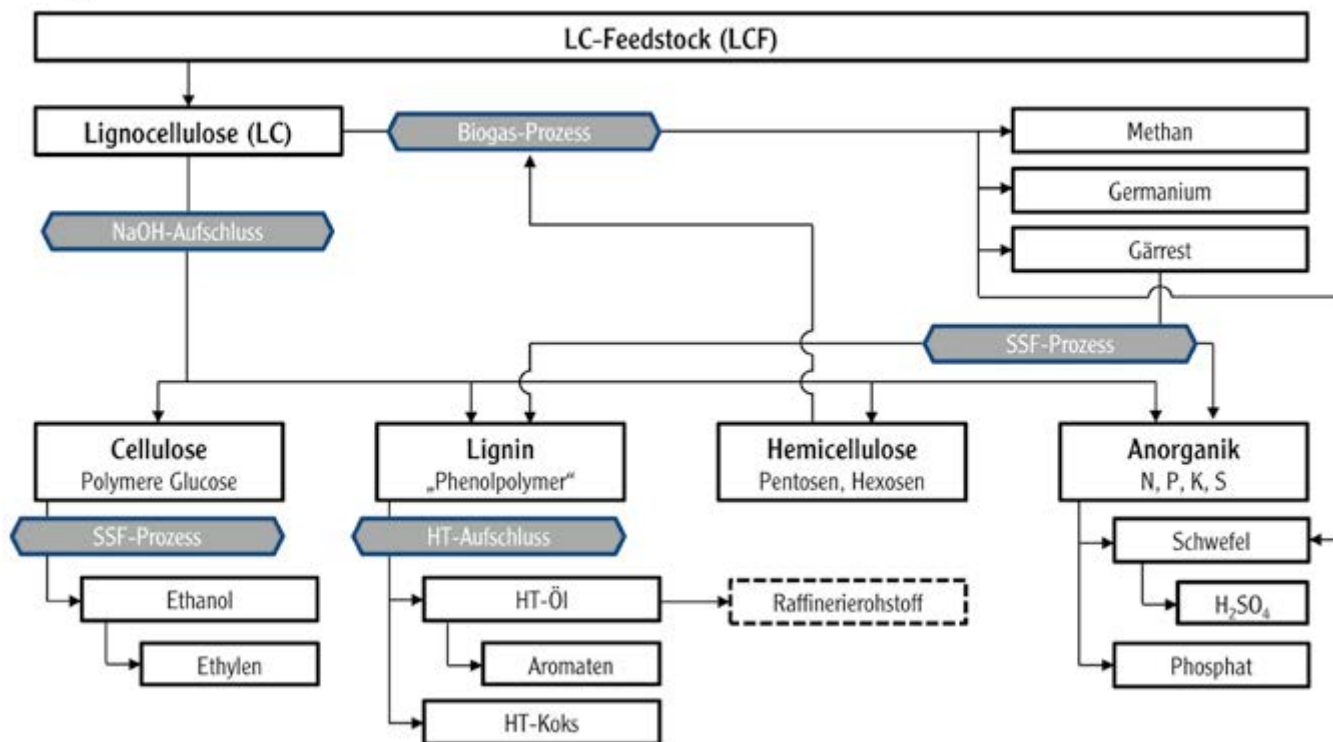 LC-Feedstock (LCF)
Lignocellulose (LC)
Biogas-Prozess
Methan
Germanium
NaOH-Aufschluss
Gärrest
SSF-Prozess
Cellulose
Polymere Glucose
Lignin
„Phenolpolymer“
Hemicellulose
Pentosen, Hexosen
Anorganik
N, P, K, S
SSF-Prozess
HT-Aufschluss
Schwefel
Ethanol
HT-Öl
Raffinerierohstoff
H₂SO₄
Ethylen
Aromaten
Phosphat
HT-Koks